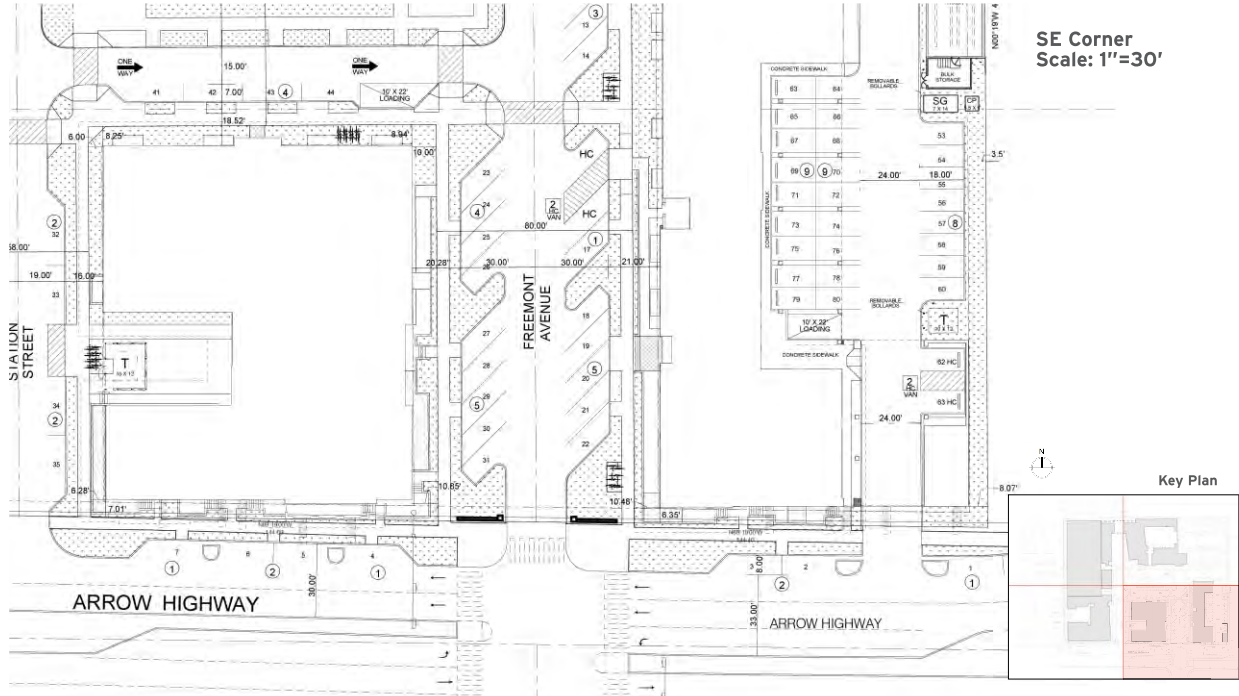 SE Corner
Scale: 1"=30'
ONE
WAY
ONE
WAY
15.00'
7.00'
41
42
43
4
44
10' X 22'
LOADING
18.52'
6.00
8.25'
8.94'
10.00'
3
13
14
HC
HC
2
HC
VAN
23
24
4
25
80.00'
1
17
20.28'
30.00'
30.00'
21.00'
FREEMONT
AVENUE
2
32
19.00'
16.00'
33
STATION
STREET
T
34
2
35
6.28'
7.01'
27
28
29
5
30
31
18
19
20
5
21
22
10.65'
10.48'
6.35'
7
6
5
4
1
2
1
30.00'
ARROW HIGHWAY
3
8.00'
2
2
1
1
33.00'
ARROW HIGHWAY
CONCRETE SIDEWALK
REMOVABLE
BOLLARDS
BULK
STORAGE
SG
7 X 14
CP
N00°19'W 4
63
64
65
66
67
68
69
9
9
70
71
72
73
74
75
76
77
78
79
80
CONCRETE SIDEWALK
53
54
55
56
57
8
58
59
60
3.5'
24.00'
18.00'
REMOVABLE
BOLLARDS
10' X 22'
LOADING
CONCRETE SIDEWALK
T
62 HC
2
HC
VAN
63 HC
24.00'
8.07'
N
Key Plan